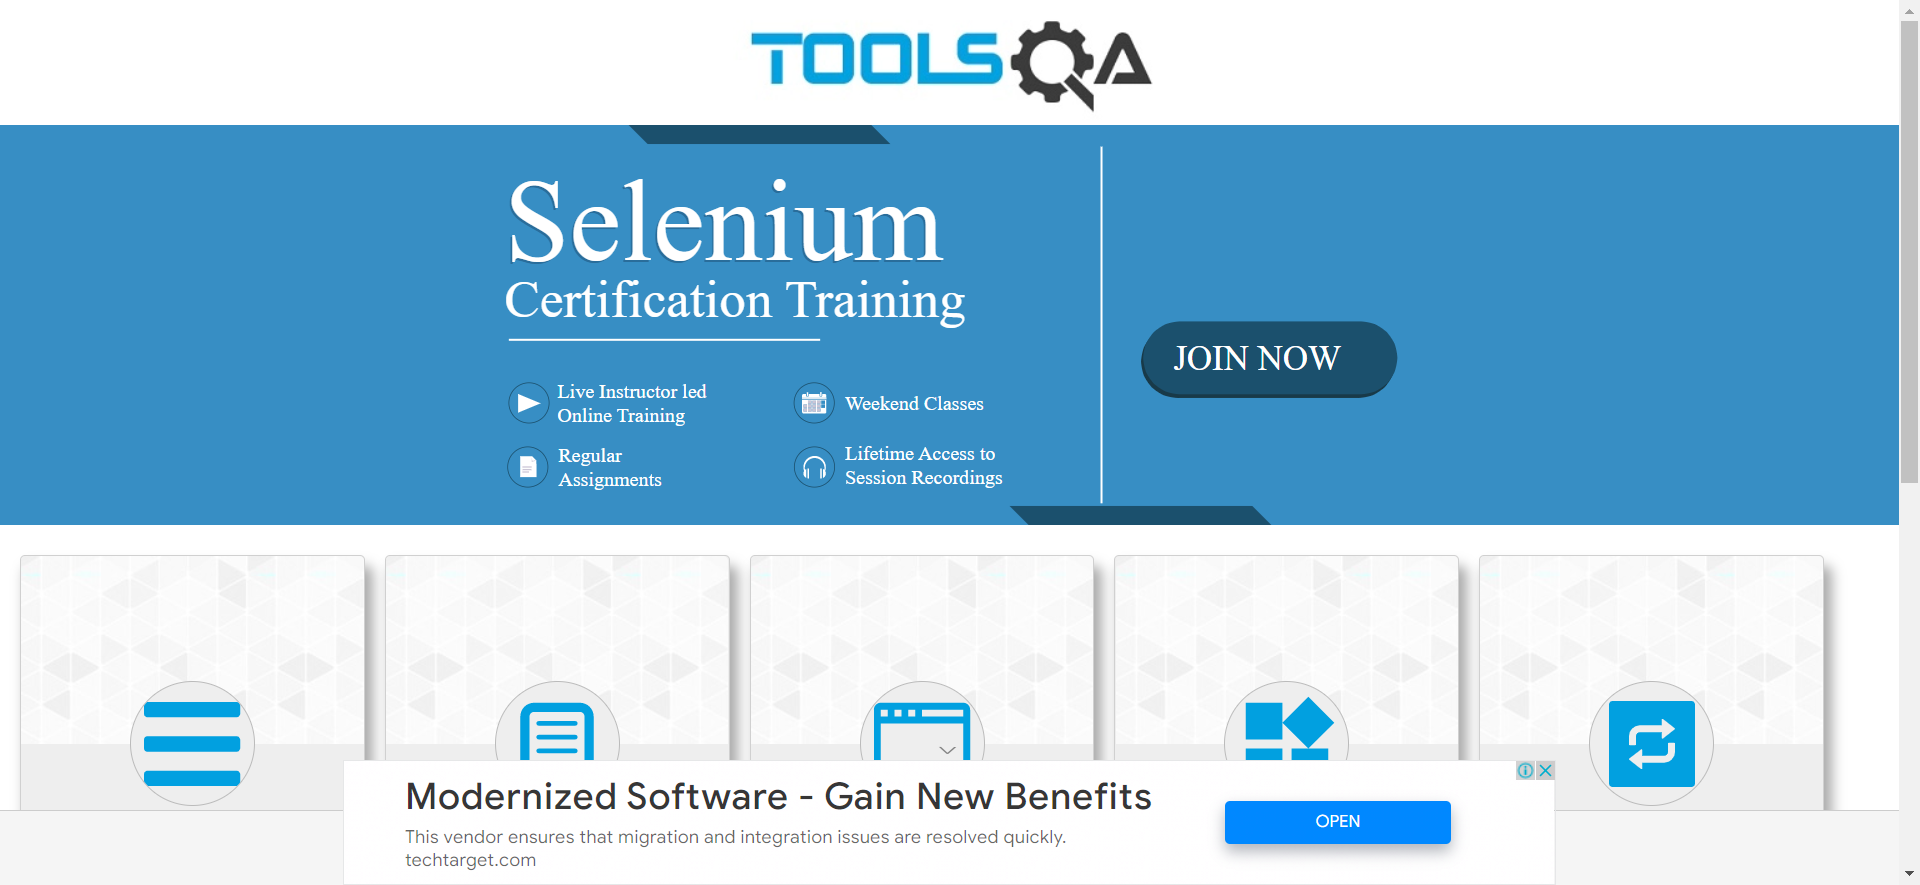 TOOLSQA
Selenium
Certification Training
JOIN NOW
Live Instructor led
Online Training
Weekend Classes
Regular
Assignments
Lifetime Access to
Session Recordings
Modernized Software - Gain New Benefits
This vendor ensures that migration and integration issues are resolved quickly.
techtarget.com
OPEN